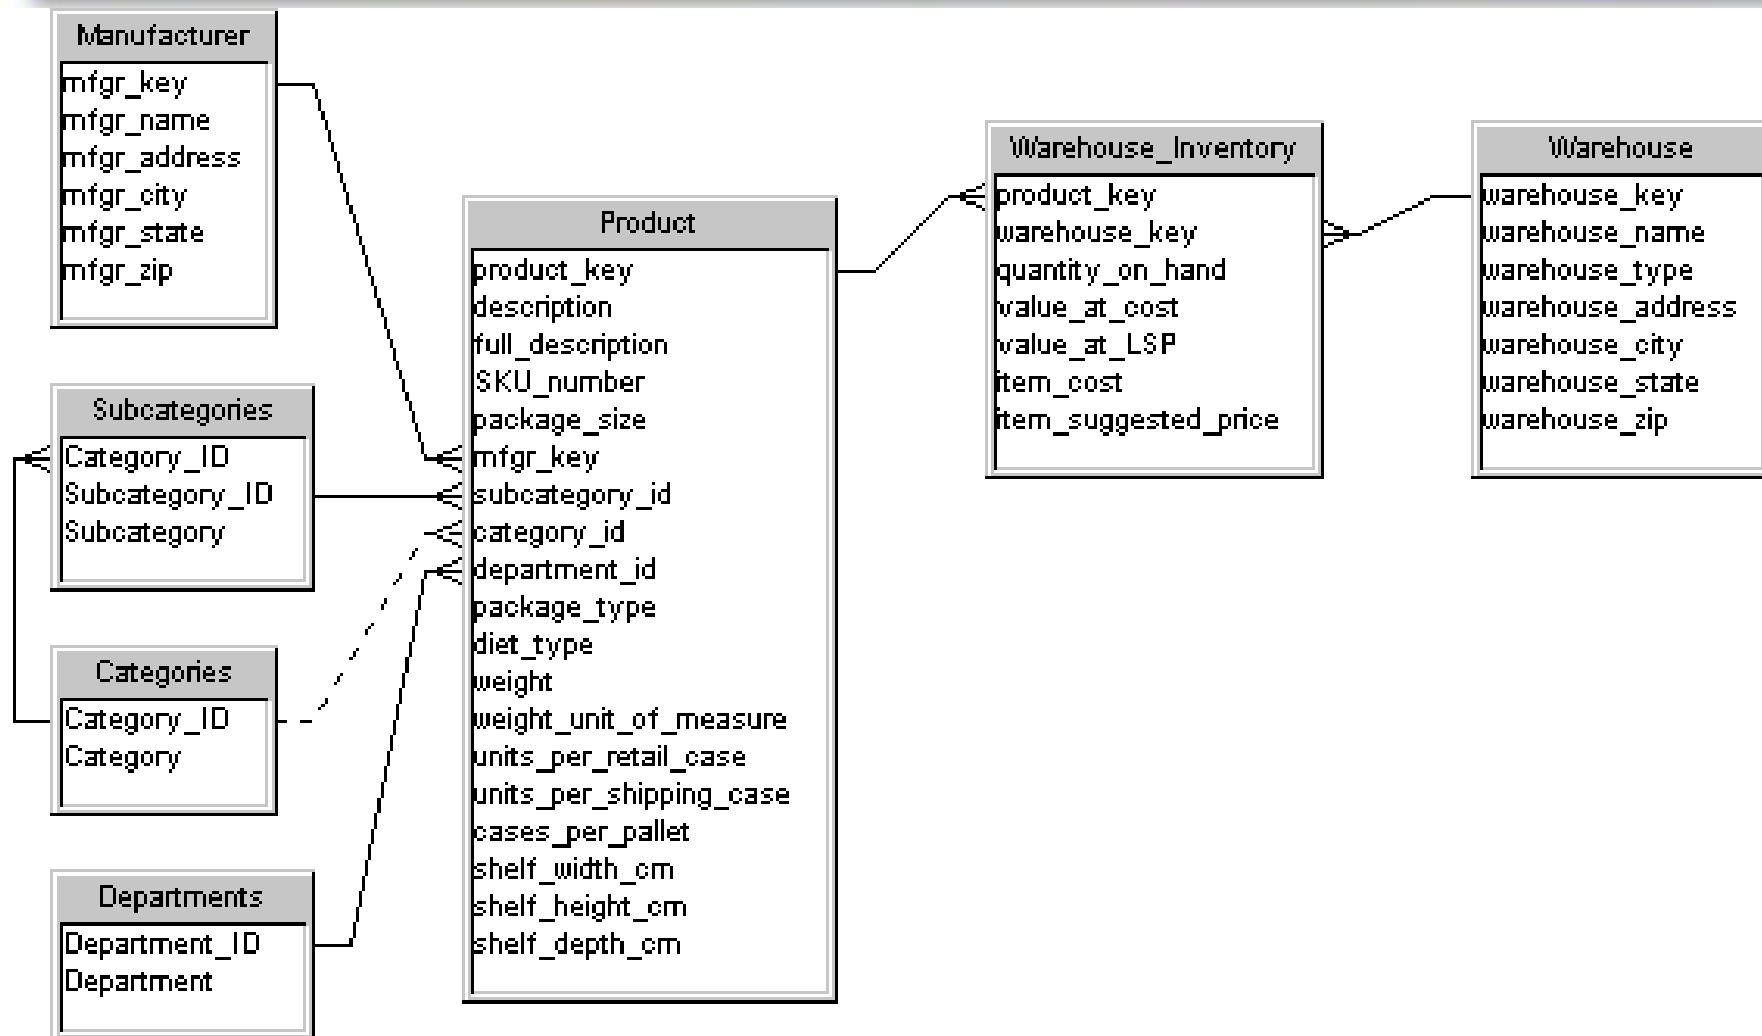 Manufacturer
mfgr_key
mfgr_name
mfgr_address
mfgr_city
mfgr_state
mfgr_zip
Subcategories
Category_ID
Subcategory_ID
Subcategory
Categories
Category_ID
Category
Departments
Department_ID
Department
Product
product_key
description
full_description
SKU_number
package_size
mfgr_key
subcategory_id
category_id
department_id
package_type
diet_type
weight
weight_unit_of_measure
units_per_retail_case
units_per_shipping_case
cases_per_pallet
shelf_width_cm
shelf_height_cm
shelf_depth_cm
Warehouse_Inventory
product_key
warehouse_key
quantity_on_hand
value_at_cost
value_at_LSP
item_cost
item_suggested_price
Warehouse
warehouse_key
warehouse_name
warehouse_type
warehouse_address
warehouse_city
warehouse_state
warehouse_zip